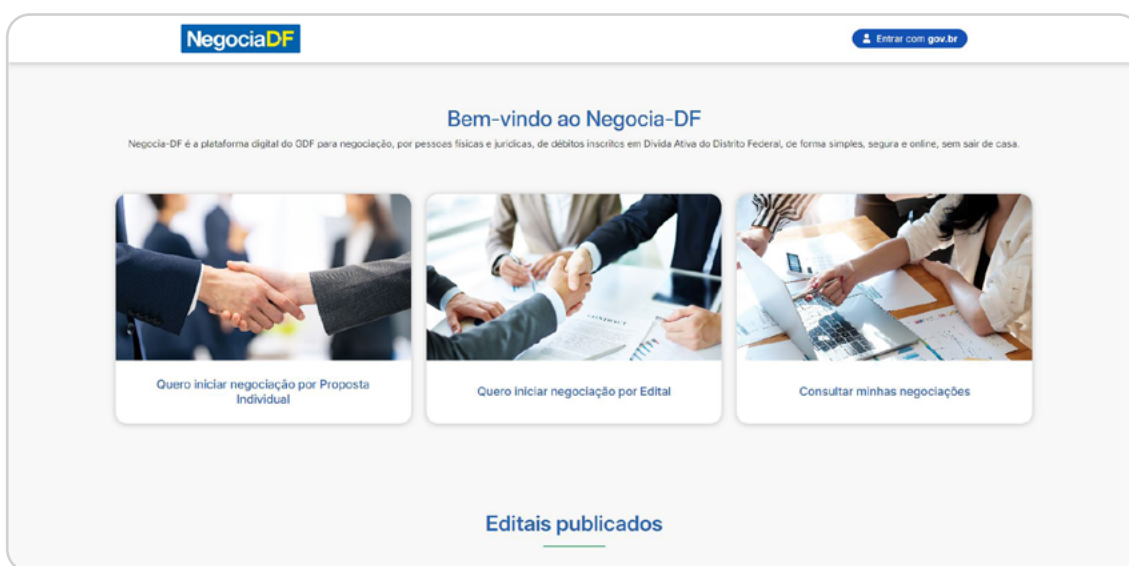 NegociaDF
Entrar com gov.br
Bem-vindo ao Negocia-DF
Negocia-DF é a plataforma digital do GDF para negociação, por pessoas físicas e jurídicas, de débitos inscritos em Dívida Ativa do Distrito Federal, de forma simples, segura e online, sem sair de casa.
CONTRACT
Quero iniciar negociação por Proposta
Individual
Quero iniciar negociação por Edital
Consultar minhas negociações
Editais publicados